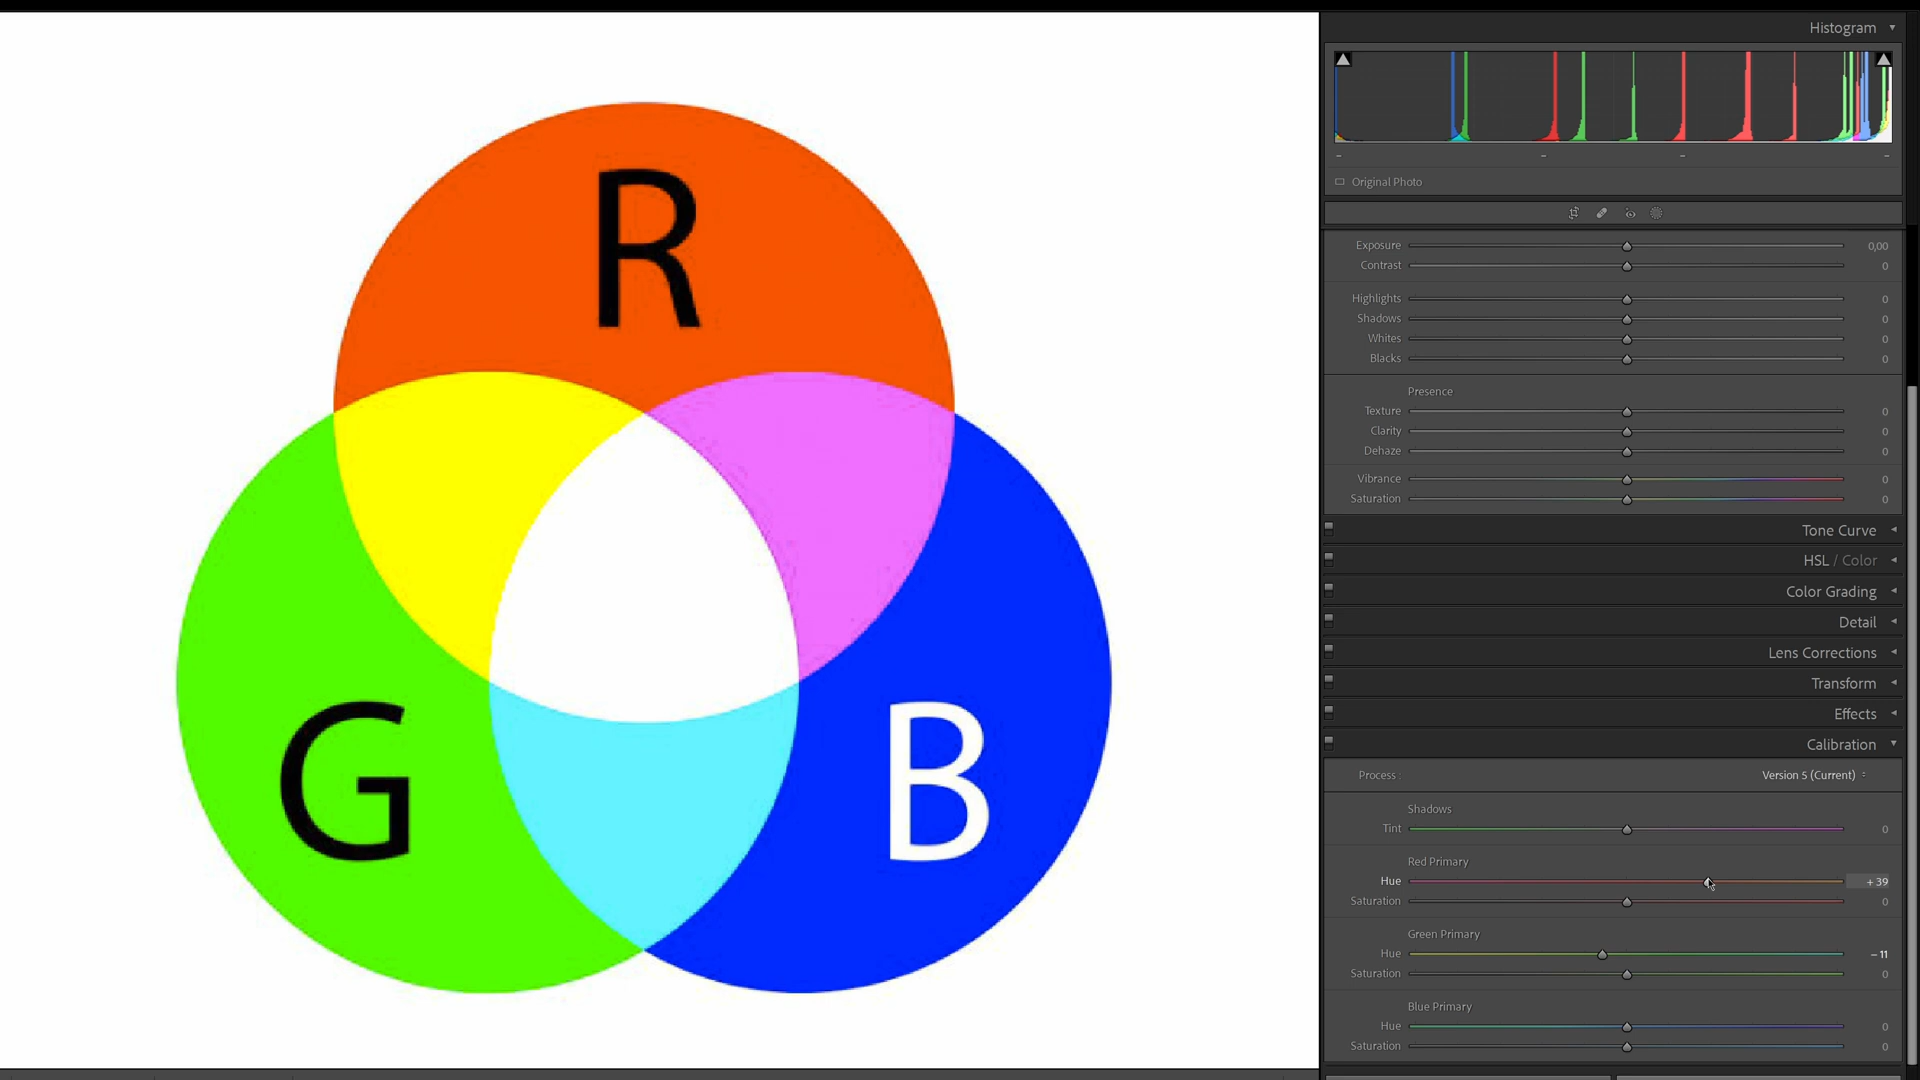 R
G
B
Histogram
Original Photo
Exposure 0,00
Contrast 0
Highlights 0
Shadows 0
Whites 0
Blacks 0
Presence
Texture 0
Clarity 0
Dehaze 0
Vibrance 0
Saturation 0
Tone Curve
HSL / Color
Color Grading
Detail
Lens Corrections
Transform
Effects
Calibration
Process : Version 5 (Current)
Shadows
Tint 0
Red Primary
Hue + 39
Saturation 0
Green Primary
Hue – 11
Saturation 0
Blue Primary
Hue 0
Saturation 0